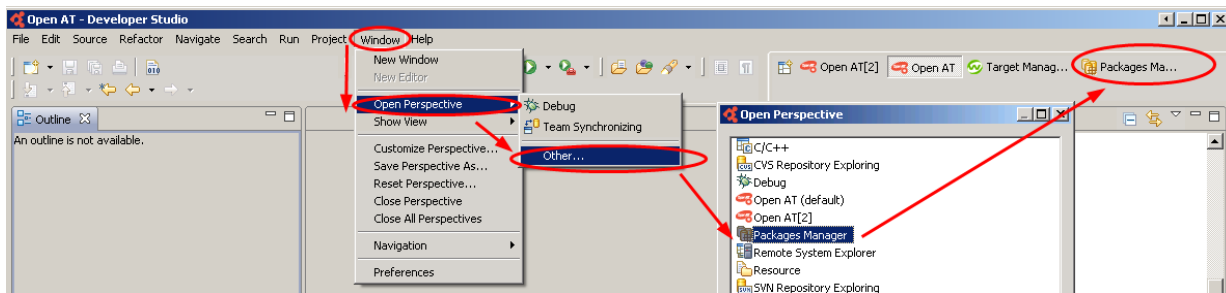 Open AT - Developer Studio
File Edit Source Refactor Navigate Search Run Project Window Help
New Window
New Editor
Open Perspective
Show View
Customize Perspective...
Save Perspective As...
Reset Perspective...
Close Perspective
Close All Perspectives
Navigation
Preferences
Debug
Team Synchronizing
Other...
Open AT[2] Open AT Target Manag... Packages Ma...
Outline
An outline is not available.
Open Perspective
C/C++
CVS Repository Exploring
Debug
Open AT (default)
Open AT[2]
Packages Manager
Remote System Explorer
Resource
SVN Repository Exploring